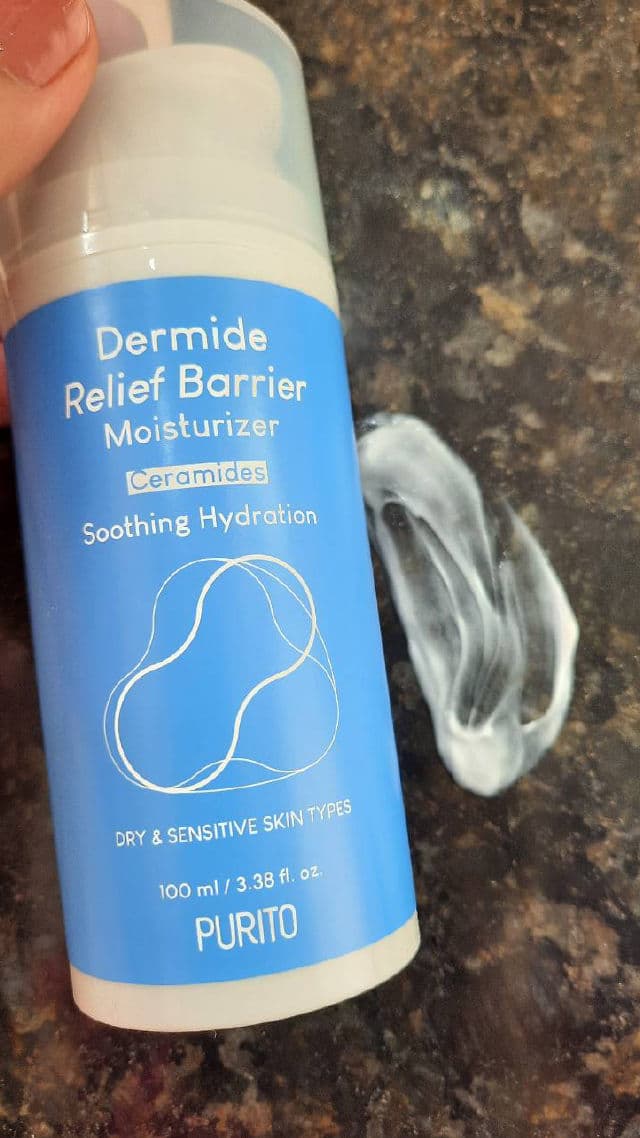 Dermide
Relief Barrier
Moisturizer
Ceramides
Soothing Hydration
DRY & SENSITIVE SKIN TYPES
100 ml / 3.38 fl. oz.
PURITO